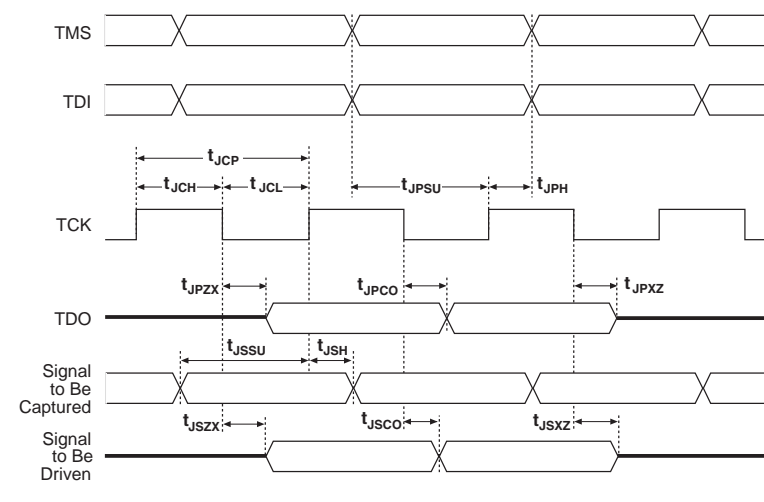 TMS
TDI
tJCP
tJCH tJCL tJPSU tJPH
TCK
tJPZX tJPCO tJPXZ
TDO
tJSSU tJSH
Signal
to Be
Captured
tJSZX tJSCO tJSXZ
Signal
to Be
Driven